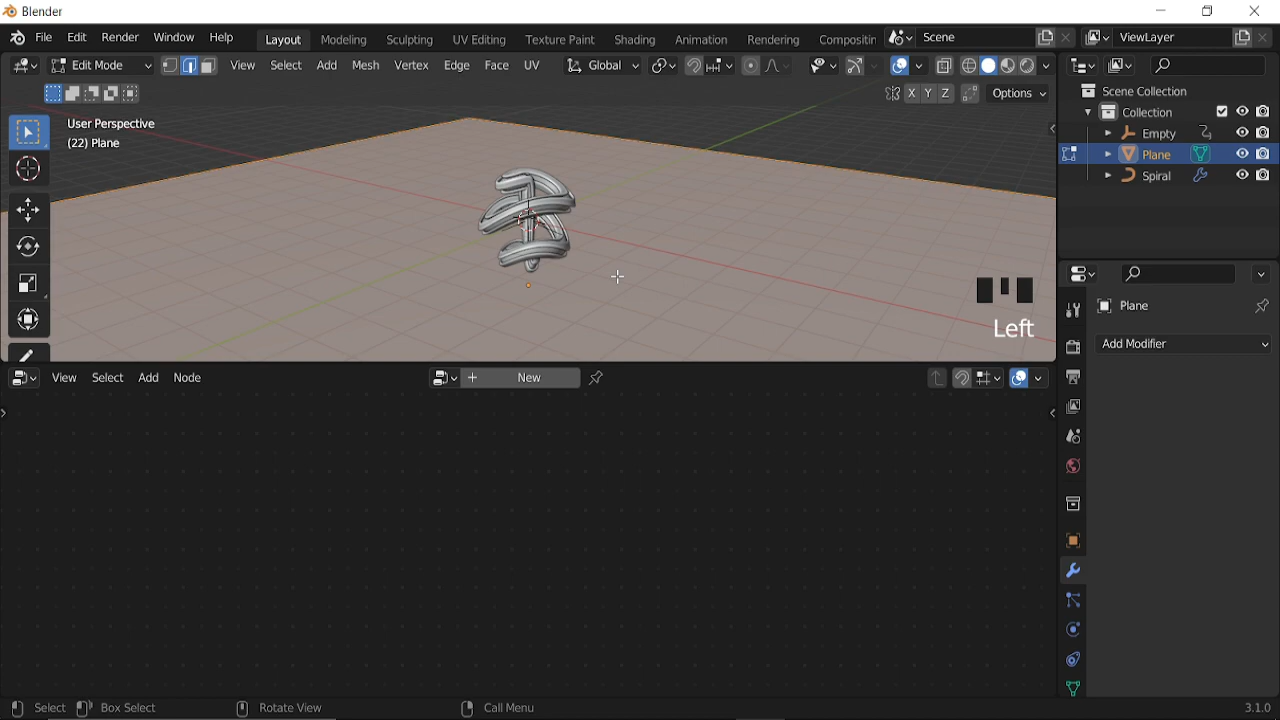 Blender
File Edit Render Window Help Layout Modeling Sculpting UV Editing Texture Paint Shading Animation Rendering Compositin Scene ViewLayer
Edit Mode View Select Add Mesh Vertex Edge Face UV Global
X Y Z Options
User Perspective
(22) Plane
Left
Scene Collection
Collection
Empty
Plane
Spiral
Plane
Add Modifier
View Select Add Node New
Select Box Select Rotate View Call Menu 3.1.0